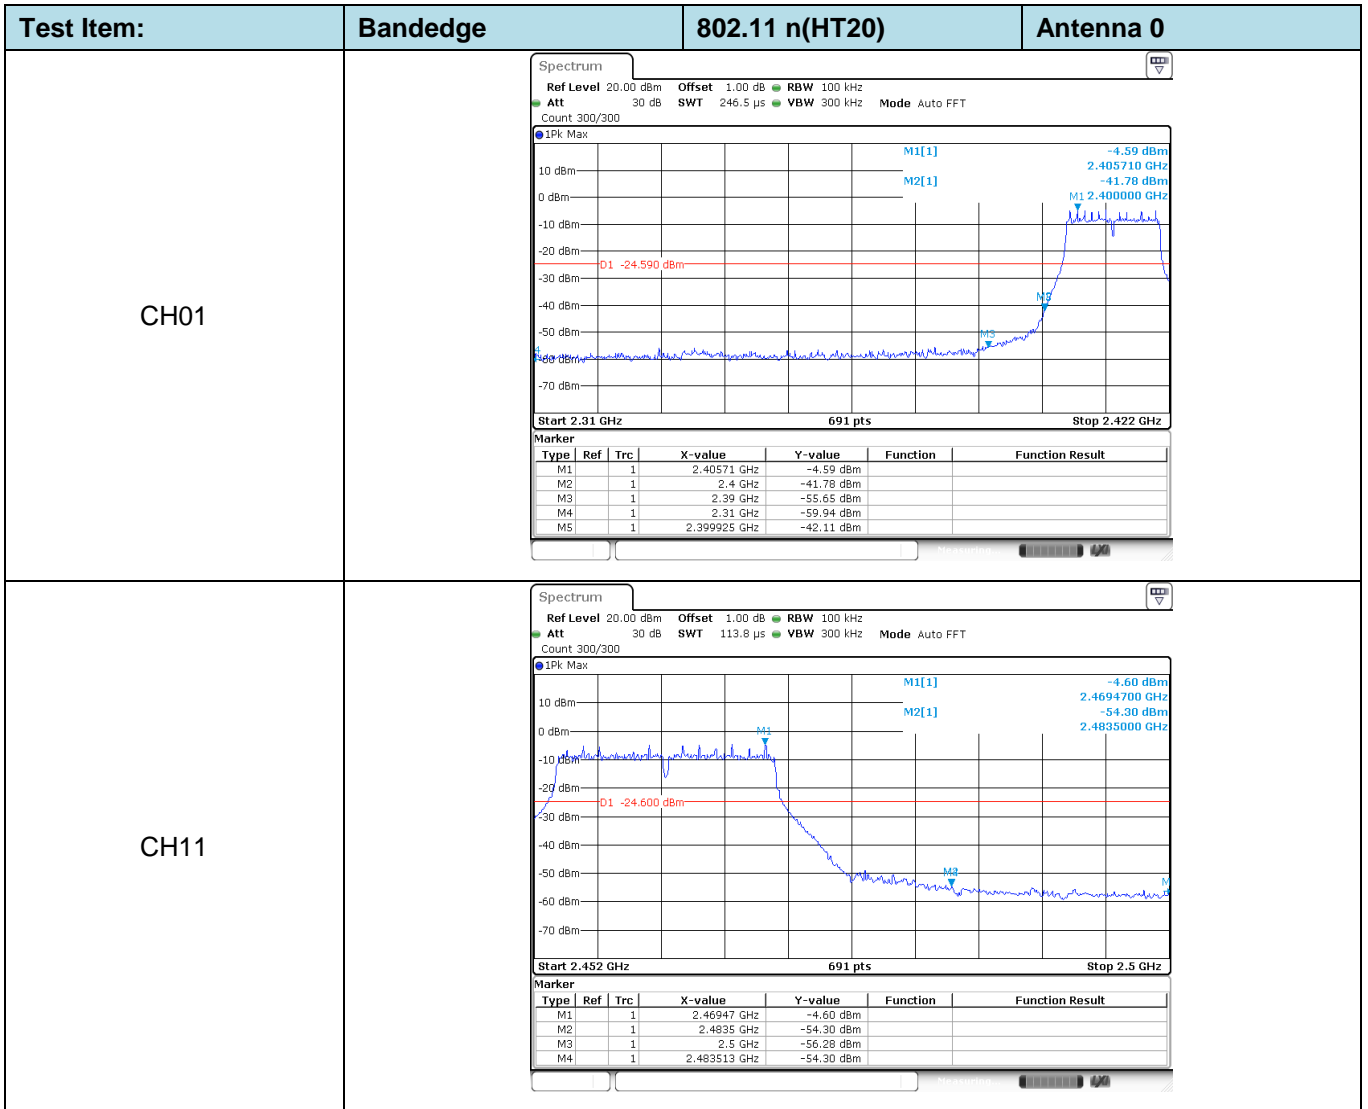 Test Item: Bandedge 802.11 n(HT20) Antenna 0
CH01
Spectrum
Ref Level 20.00 dBm Offset 1.00 dB RBW 100 kHz
Att 30 dB SWT 246.5 µs VBW 300 kHz Mode Auto FFT
Count 300/300
1Pk Max
M1[1] -4.59 dBm
2.405710 GHz
M2[1] -41.78 dBm
2.400000 GHz
M1
10 dBm
0 dBm
-10 dBm
-20 dBm
D1 -24.590 dBm
-30 dBm
-40 dBm
-50 dBm
M3
4
-60 dBm
-70 dBm
Start 2.31 GHz 691 pts Stop 2.422 GHz
Marker
Type Ref Trc X-value Y-value Function Function Result
M1 1 2.40571 GHz -4.59 dBm
M2 1 2.4 GHz -41.78 dBm
M3 1 2.39 GHz -55.65 dBm
M4 1 2.31 GHz -59.94 dBm
M5 1 2.399925 GHz -42.11 dBm
Measuring...
LXI
CH11
Spectrum
Ref Level 20.00 dBm Offset 1.00 dB RBW 100 kHz
Att 30 dB SWT 113.8 µs VBW 300 kHz Mode Auto FFT
Count 300/300
1Pk Max
M1[1] -4.60 dBm
2.4694700 GHz
M2[1] -54.30 dBm
2.4835000 GHz
10 dBm
0 dBm
M1
-10 dBm
-20 dBm
D1 -24.600 dBm
-30 dBm
-40 dBm
-50 dBm
M
-60 dBm
-70 dBm
Start 2.452 GHz 691 pts Stop 2.5 GHz
Marker
Type Ref Trc X-value Y-value Function Function Result
M1 1 2.46947 GHz -4.60 dBm
M2 1 2.4835 GHz -54.30 dBm
M3 1 2.5 GHz -56.28 dBm
M4 1 2.483513 GHz -54.30 dBm
Measuring...
LXI